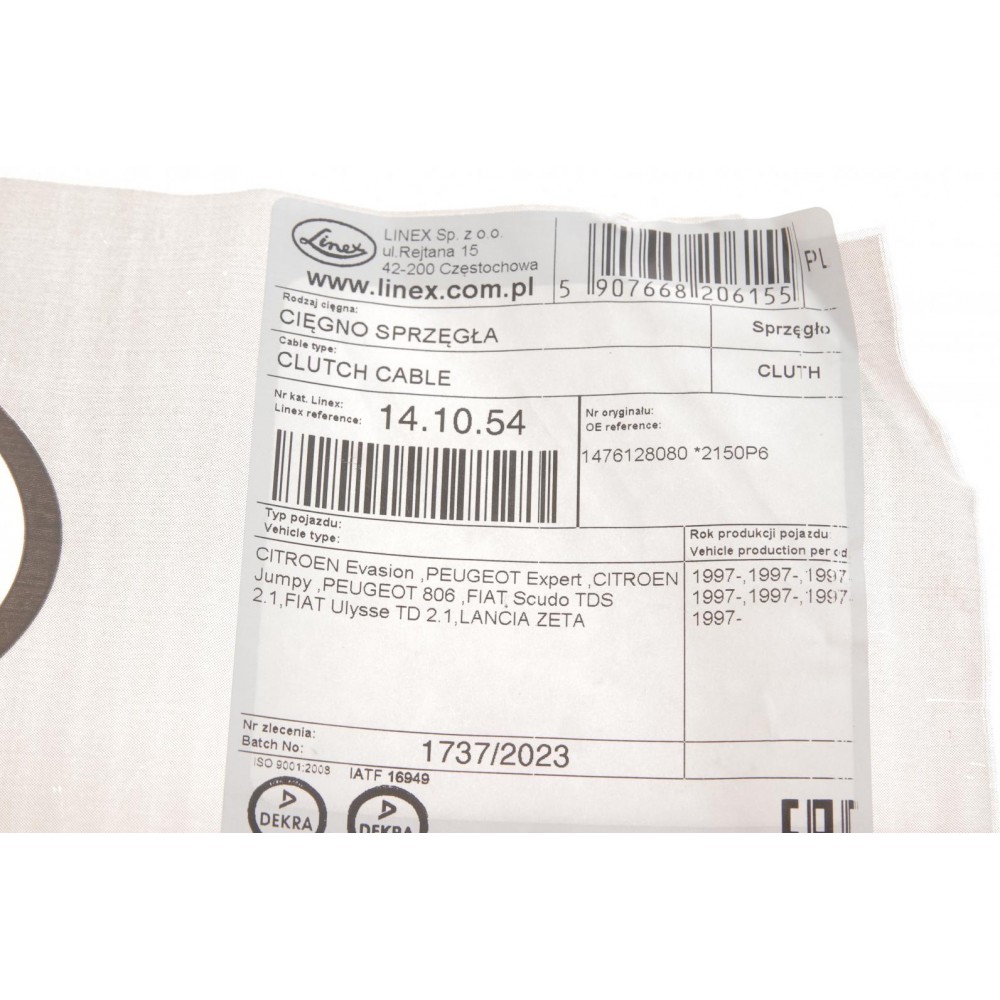 Linex
LINEX Sp. z o.o.
ul.Rejtana 15
42-200 Częstochowa
www.linex.com.pl
5 907668 206155
PL
Rodzaj cięgna:
CIĘGNO SPRZĘGŁA
Sprzęgło
Cable type:
CLUTCH CABLE
CLUTH
Nr kat. Linex:
Linex reference:
14.10.54
Nr oryginału:
OE reference:
1476128080 *2150P6
Typ pojazdu:
Vehicle type:
CITROEN Evasion ,PEUGEOT Expert ,CITROEN
Jumpy ,PEUGEOT 806 ,FIAT Scudo TDS
2.1,FIAT Ulysse TD 2.1,LANCIA ZETA
Rok produkcji pojazdu
Vehicle production per od
1997-,1997-,1997-
1997-,1997-,1997-
1997-
Nr zlecenia:
Batch No:
1737/2023
ISO 9001:2008
IATF 16949
DEKRA
DEKRA